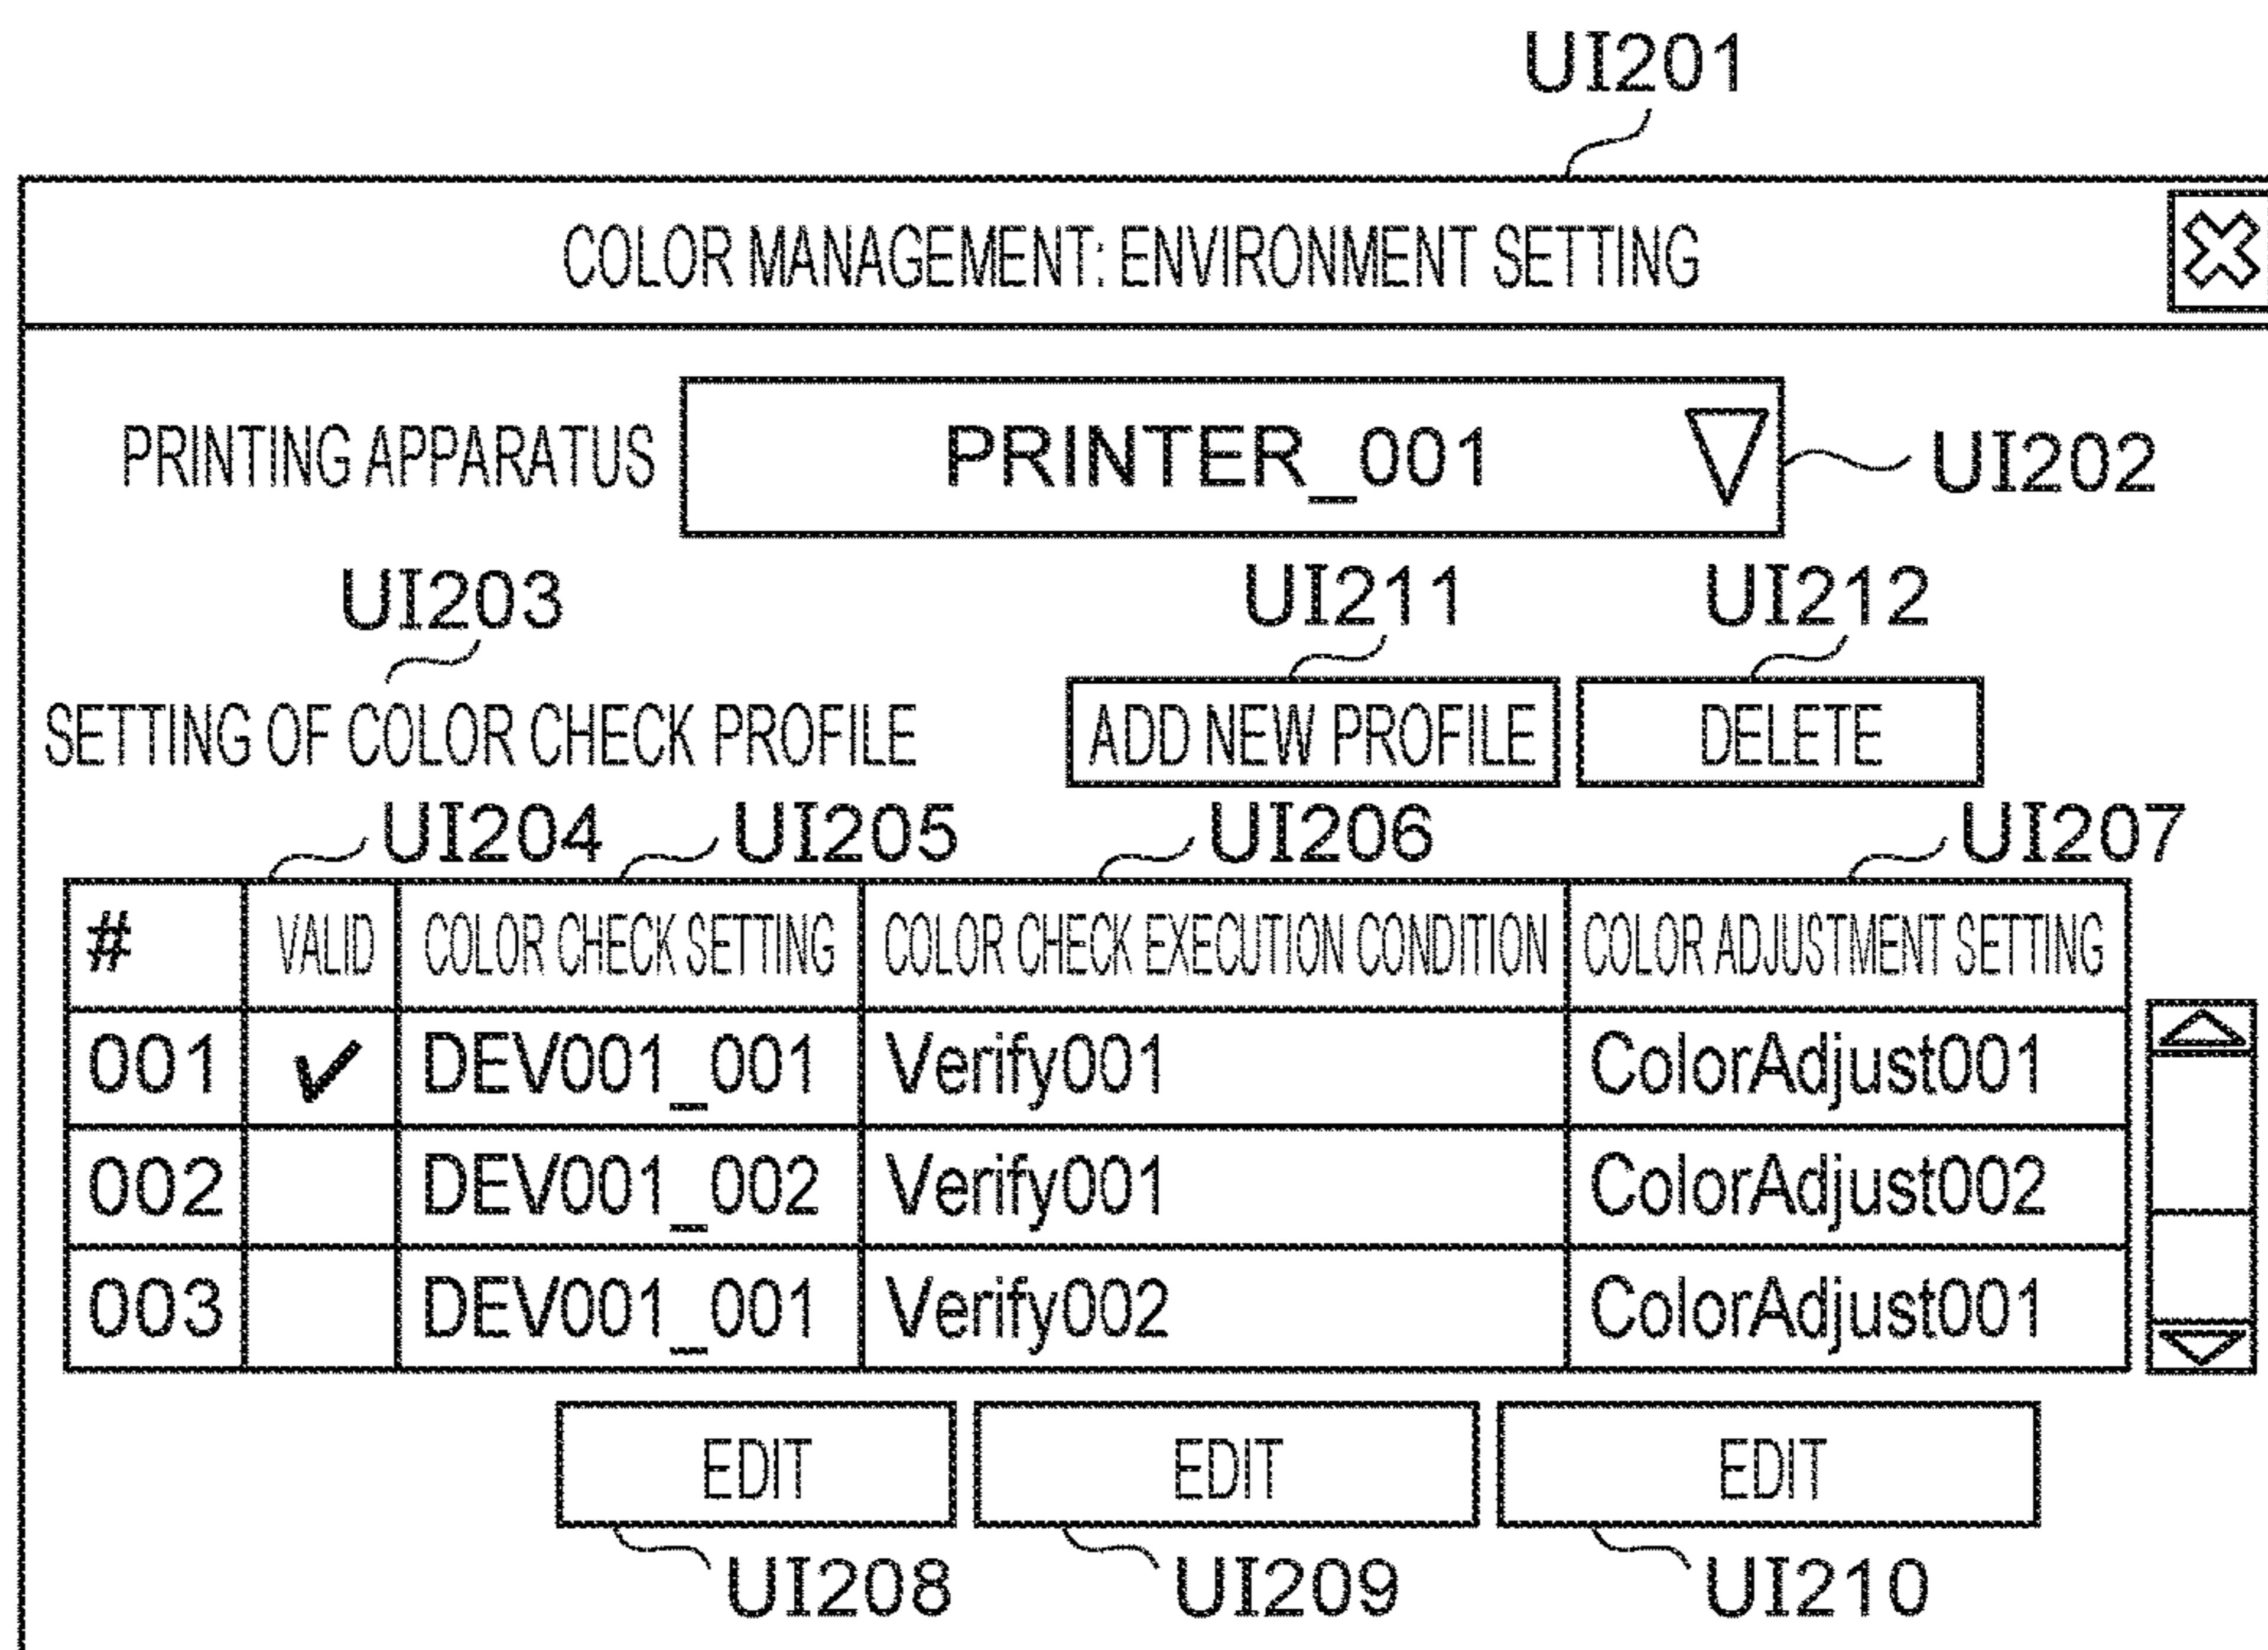 UI201
COLOR MANAGEMENT: ENVIRONMENT SETTING
PRINTING APPARATUS PRINTER_001 UI202
UI203 UI211 UI212
SETTING OF COLOR CHECK PROFILE ADD NEW PROFILE DELETE
UI204 UI205 UI206 UI207
# VALID COLOR CHECK SETTING COLOR CHECK EXECUTION CONDITION COLOR ADJUSTMENT SETTING
001 ✓ DEV001_001 Verify001 ColorAdjust001
002 DEV001_002 Verify001 ColorAdjust002
003 DEV001_001 Verify002 ColorAdjust001
EDIT EDIT EDIT
UI208 UI209 UI210